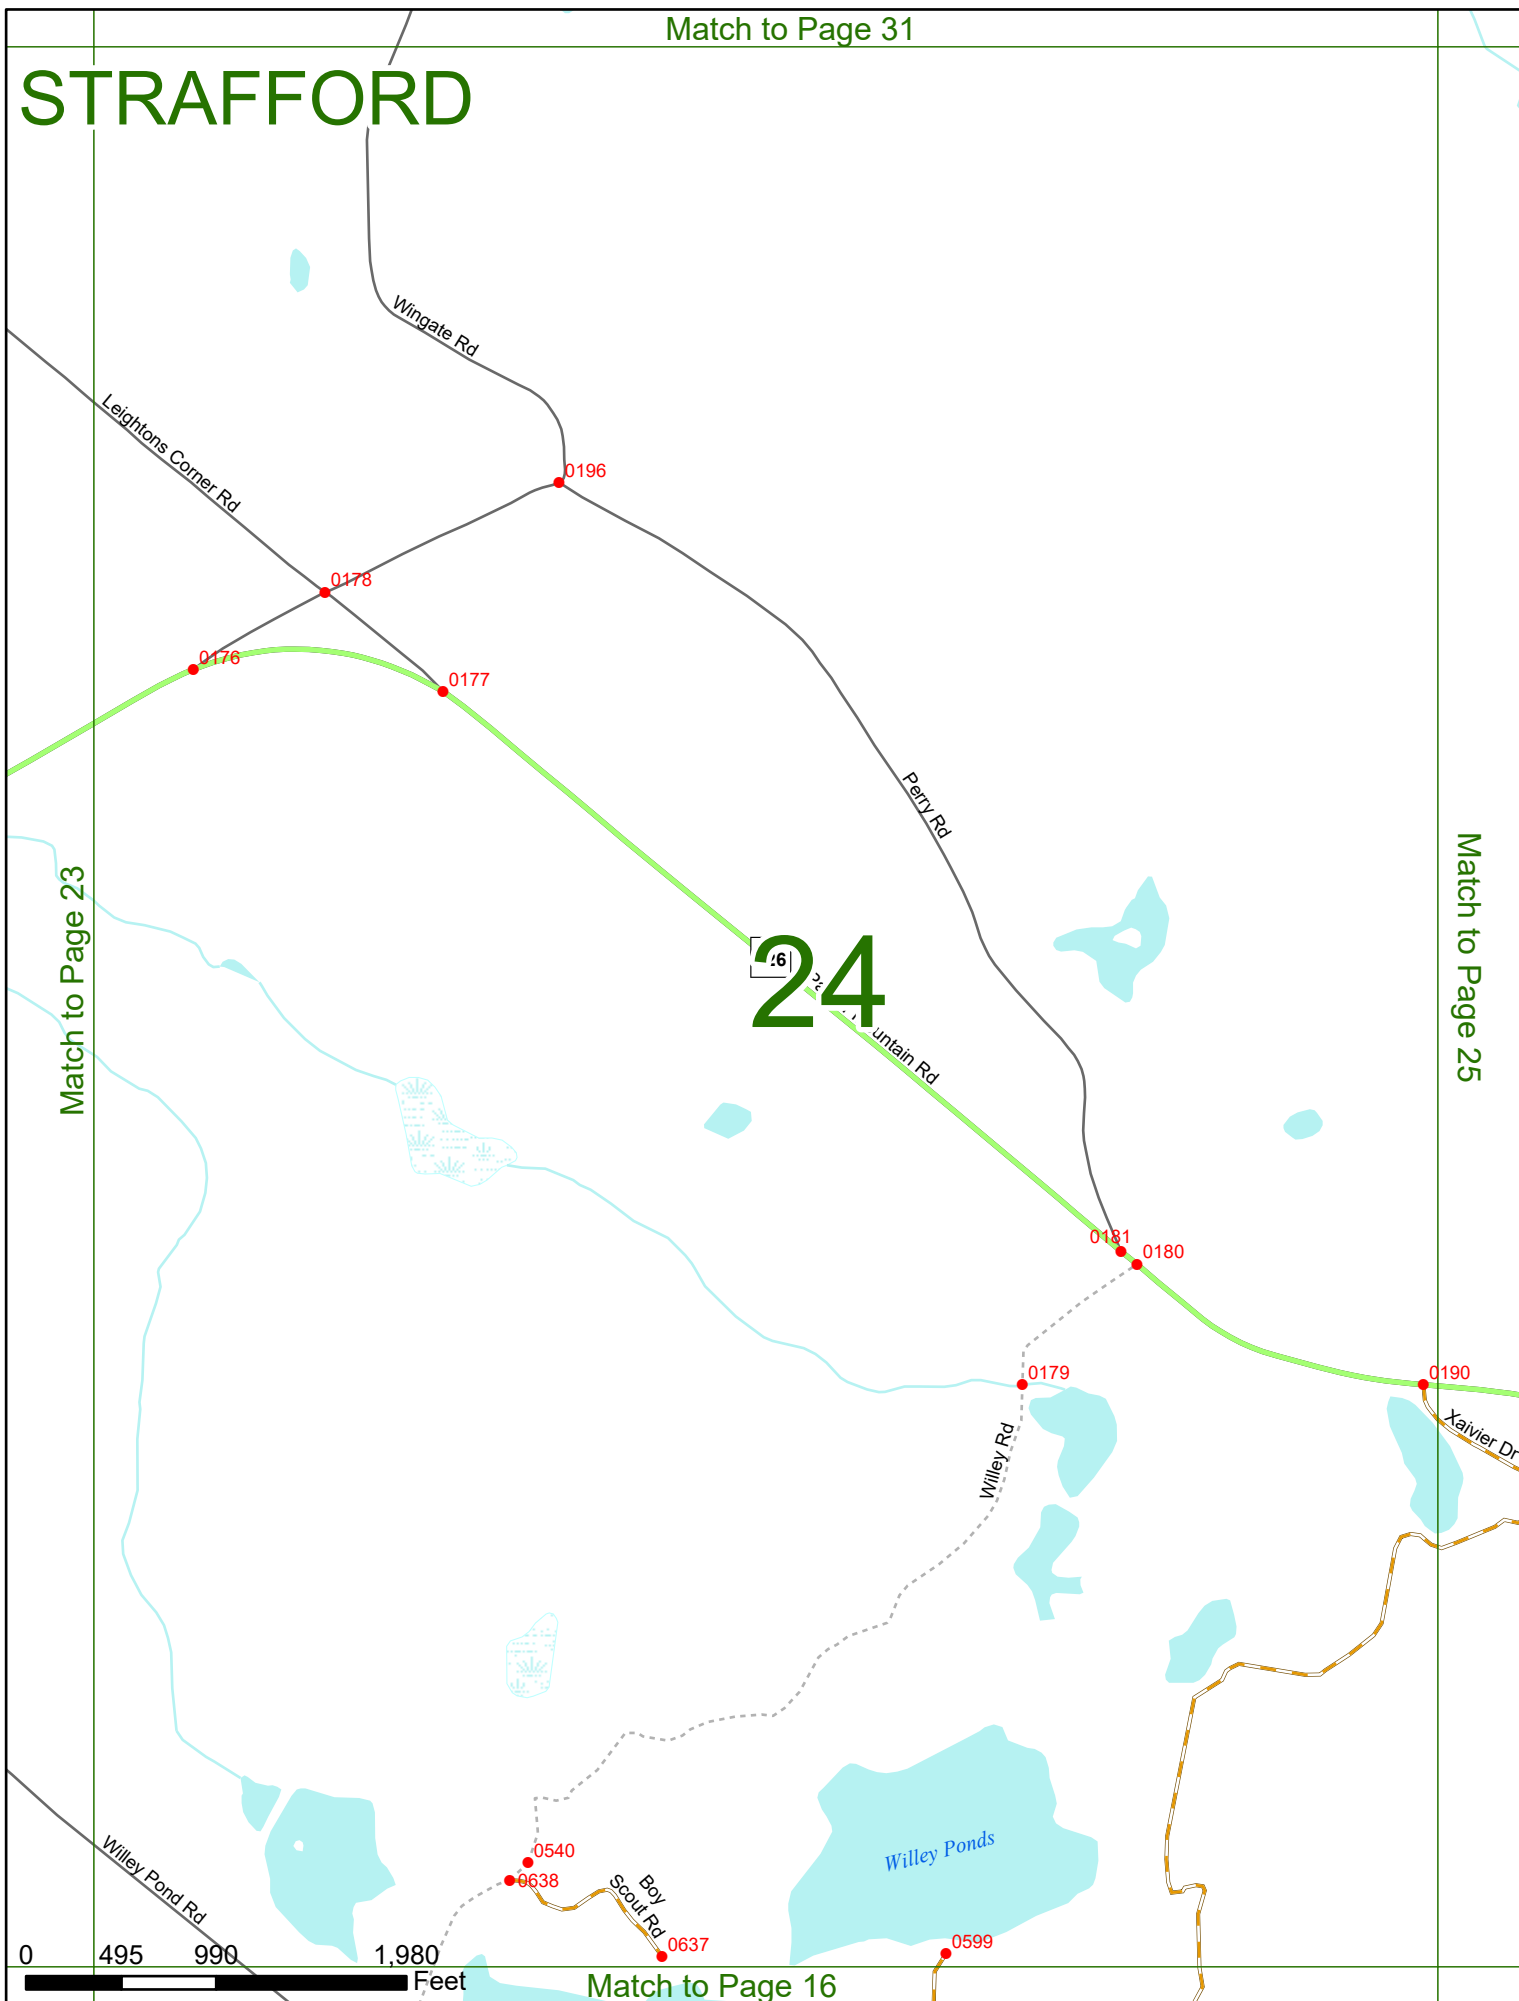 Match to Page 31
STRAFFORD
Wingate Rd
Leightons Corner Rd
0196
0178
0176
0177
Perry Rd
Match to Page 23
Match to Page 25
24
Rd
0181
0180
0179
0190
Xaivier Dr
Willey Rd
Willey Ponds
0540
0638
Boy
Scout Rd
Willey Pond Rd
0637
0599
0 495 990 1,980
Feet
Match to Page 16